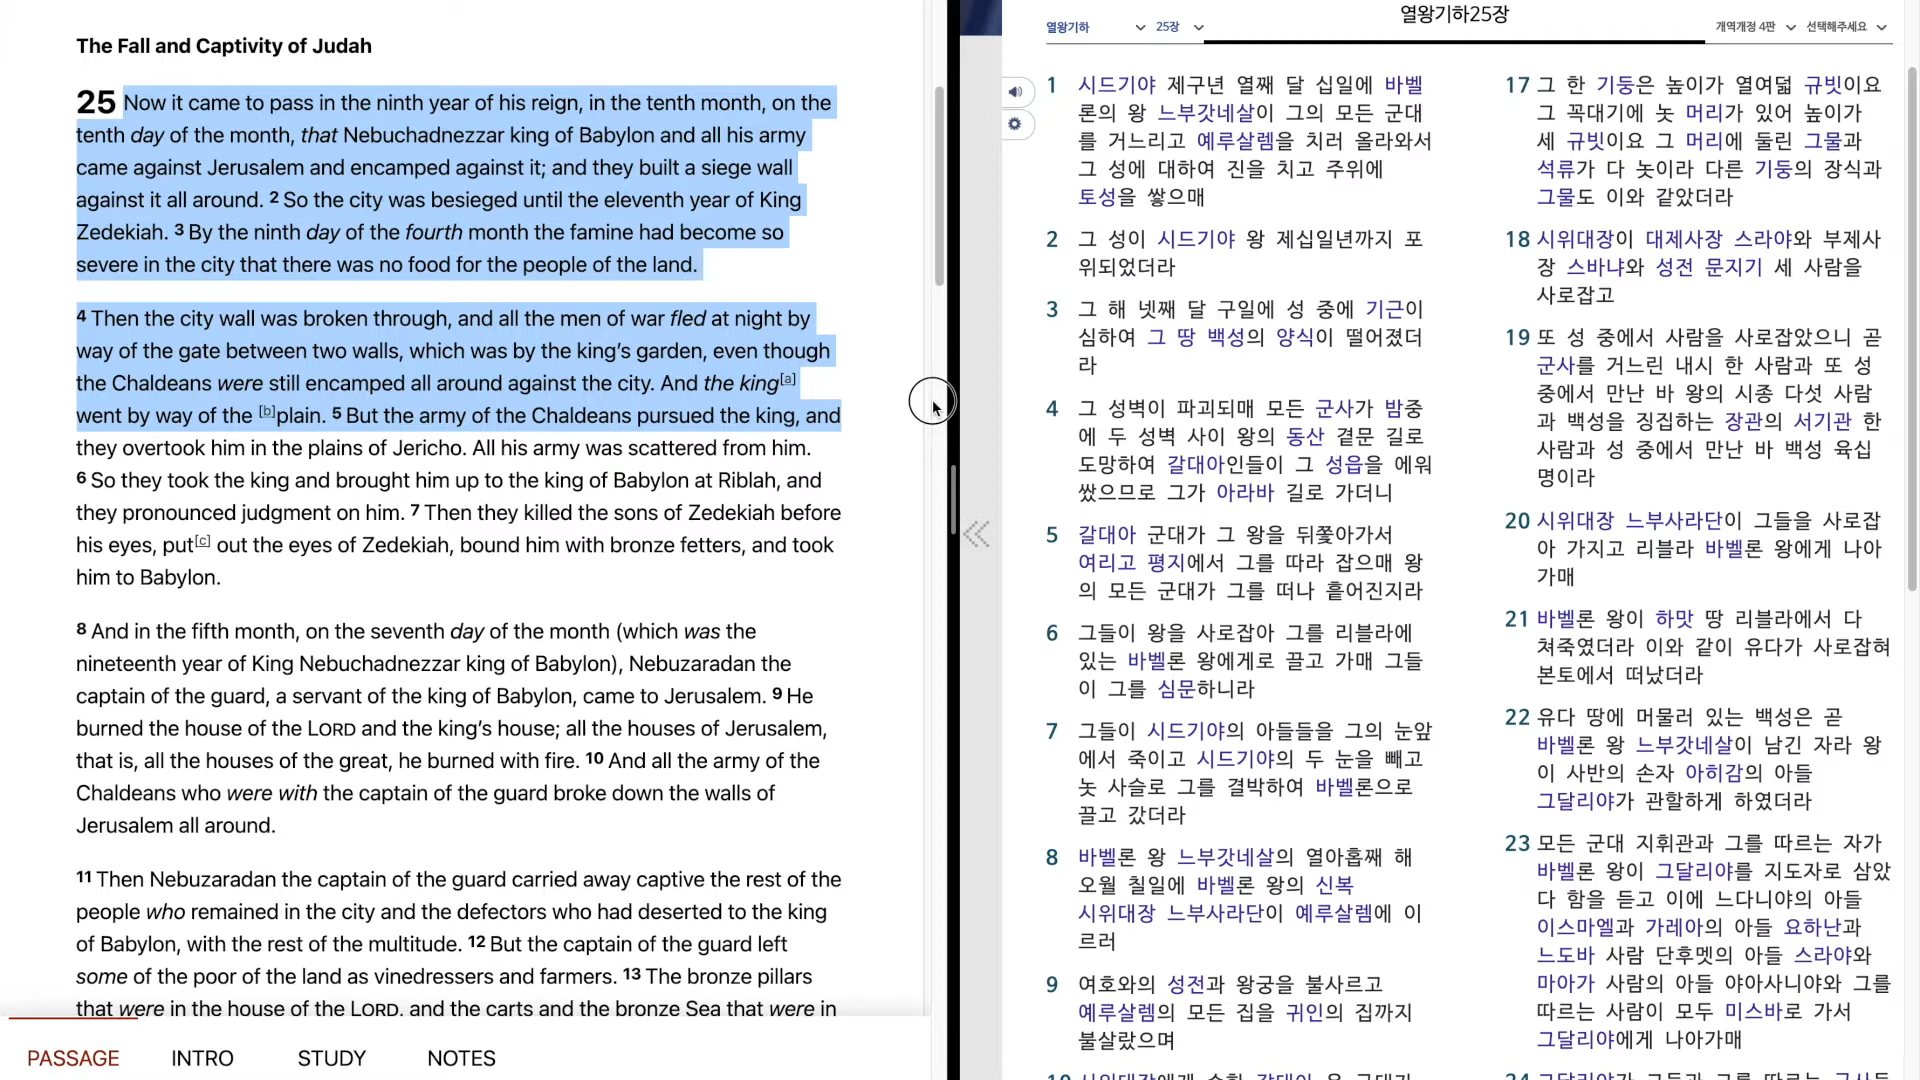 The Fall and Captivity of Judah
25 Now it came to pass in the ninth year of his reign, in the tenth month, on the
tenth day of the month, that Nebuchadnezzar king of Babylon and all his army
came against Jerusalem and encamped against it; and they built a siege wall
against it all around. 2 So the city was besieged until the eleventh year of King
Zedekiah. 3 By the ninth day of the fourth month the famine had become so
severe in the city that there was no food for the people of the land.
4 Then the city wall was broken through, and all the men of war fled at night by
way of the gate between two walls, which was by the king's garden, even though
the Chaldeans were still encamped all around against the city. And the king[a]
went by way of the [b]plain. 5 But the army of the Chaldeans pursued the king, and
they overtook him in the plains of Jericho. All his army was scattered from him.
6 So they took the king and brought him up to the king of Babylon at Riblah, and
they pronounced judgment on him. 7 Then they killed the sons of Zedekiah before
his eyes, put[c] out the eyes of Zedekiah, bound him with bronze fetters, and took
him to Babylon.
8 And in the fifth month, on the seventh day of the month (which was the
nineteenth year of King Nebuchadnezzar king of Babylon), Nebuzaradan the
captain of the guard, a servant of the king of Babylon, came to Jerusalem. 9 He
burned the house of the LORD and the king's house; all the houses of Jerusalem,
that is, all the houses of the great, he burned with fire. 10 And all the army of the
Chaldeans who were with the captain of the guard broke down the walls of
Jerusalem all around.
11 Then Nebuzaradan the captain of the guard carried away captive the rest of the
people who remained in the city and the defectors who had deserted to the king
of Babylon, with the rest of the multitude. 12 But the captain of the guard left
some of the poor of the land as vinedressers and farmers. 13 The bronze pillars
that were in the house of the LORD, and the carts and the bronze Sea that were in
PASSAGE INTRO STUDY NOTES
열왕기하 25장
열왕기하25장
개역개정 4판 선택해주세요
1 시드기야 제구년 열째 달 십일에 바벨
론의 왕 느부갓네살이 그의 모든 군대
를 거느리고 예루살렘을 치러 올라와서
그 성에 대하여 진을 치고 주위에
토성을 쌓으매
2 그 성이 시드기야 왕 제십일년까지 포
위되었더라
3 그 해 넷째 달 구일에 성 중에 기근이
심하여 그 땅 백성의 양식이 떨어졌더
라
4 그 성벽이 파괴되매 모든 군사가 밤중
에 두 성벽 사이 왕의 동산 곁문 길로
도망하여 갈대아인들이 그 성읍을 에워
쌌으므로 그가 아라바 길로 가더니
5 갈대아 군대가 그 왕을 뒤쫓아가서
여리고 평지에서 그를 따라 잡으매 왕
의 모든 군대가 그를 떠나 흩어진지라
6 그들이 왕을 사로잡아 그를 리블라에
있는 바벨론 왕에게로 끌고 가매 그들
이 그를 심문하니라
7 그들이 시드기야의 아들들을 그의 눈앞
에서 죽이고 시드기야의 두 눈을 빼고
놋 사슬로 그를 결박하여 바벨론으로
끌고 갔더라
8 바벨론 왕 느부갓네살의 열아홉째 해
오월 칠일에 바벨론 왕의 신복
시위대장 느부사라단이 예루살렘에 이
르러
9 여호와의 성전과 왕궁을 불사르고
예루살렘의 모든 집을 귀인의 집까지
불살랐으며
17 그 한 기둥은 높이가 열여덟 규빗이요
그 꼭대기에 놋 머리가 있어 높이가
세 규빗이요 그 머리에 둘린 그물과
석류가 다 놋이라 다른 기둥의 장식과
그물도 이와 같았더라
18 시위대장이 대제사장 스라야와 부제사
장 스바냐와 성전 문지기 세 사람을
사로잡고
19 또 성 중에서 사람을 사로잡았으니 곧
군사를 거느린 내시 한 사람과 또 성
중에서 만난 바 왕의 시종 다섯 사람
과 백성을 징집하는 장관의 서기관 한
사람과 성 중에서 만난 바 백성 육십
명이라
20 시위대장 느부사라단이 그들을 사로잡
아 가지고 리블라 바벨론 왕에게 나아
가매
21 바벨론 왕이 하맛 땅 리블라에서 다
쳐죽였더라 이와 같이 유다가 사로잡혀
본토에서 떠났더라
22 유다 땅에 머물러 있는 백성은 곧
바벨론 왕 느부갓네살이 남긴 자라 왕
이 사반의 손자 아히감의 아들
그달리야가 관할하게 하였더라
23 모든 군대 지휘관과 그를 따르는 자가
바벨론 왕이 그달리야를 지도자로 삼았
다 함을 듣고 이에 느다니야의 아들
이스마엘과 가레아의 아들 요하난과
느도바 사람 단후멧의 아들 스라야와
마아가 사람의 아들 야아사니야와 그를
따르는 사람이 모두 미스바로 가서
그달리야에게 나아가매